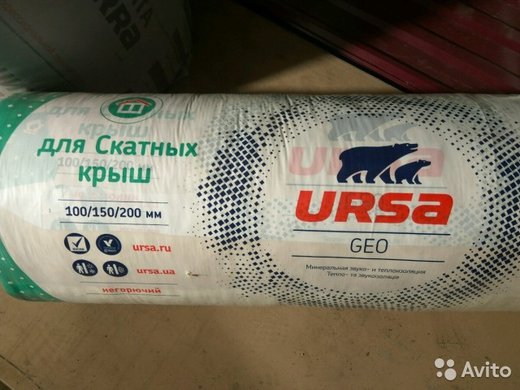 для Скатных
крыш
100/150/200 мм
ursa.ru
ursa.ua
негорючий
URSA
GEO
Минеральная звуко- и теплоизоляция
Тепло- та звукоізоляція
Avito